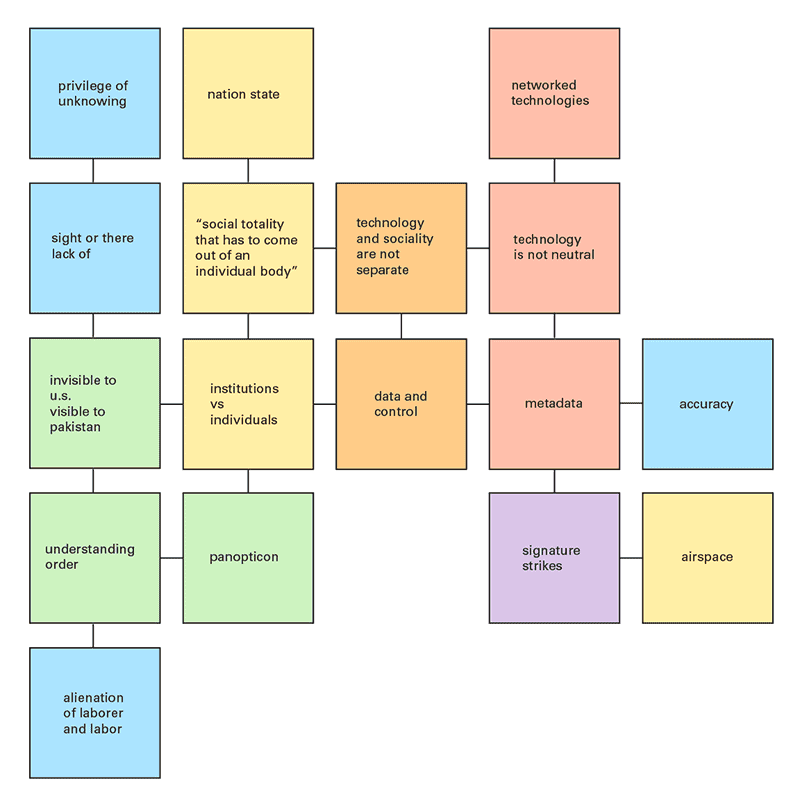 privilege of
unknowing
nation state
networked
technologies
sight or there
lack of
“social totality
that has to come
out of an
individual body”
technology
and sociality
are not
separate
technology
is not neutral
invisible to
u.s.
visible to
pakistan
institutions
vs
individuals
data and
control
metadata
accuracy
understanding
order
panopticon
signature
strikes
airspace
alienation
of laborer
and labor